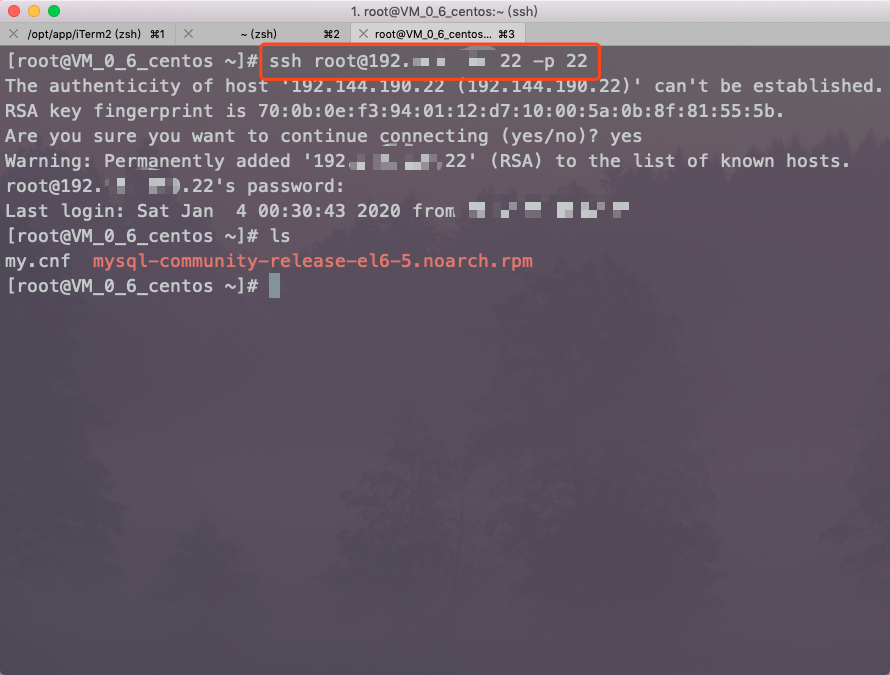 1. root@VM_0_6_centos:~ (ssh)
/opt/app/iTerm2 (zsh) ⌘1 ~ (zsh) ⌘2 root@VM_0_6_centos... ⌘3
[root@VM_0_6_centos ~]# ssh root@192. 22 -p 22
The authenticity of host '192.144.190.22 (192.144.190.22)' can't be established.
RSA key fingerprint is 70:0b:0e:f3:94:01:12:d7:10:00:5a:0b:8f:81:55:5b.
Are you sure you want to continue connecting (yes/no)? yes
Warning: Permanently added '192. 22' (RSA) to the list of known hosts.
root@192. .22's password:
Last login: Sat Jan  4 00:30:43 2020 from
[root@VM_0_6_centos ~]# ls
my.cnf  mysql-community-release-el6-5.noarch.rpm
[root@VM_0_6_centos ~]#